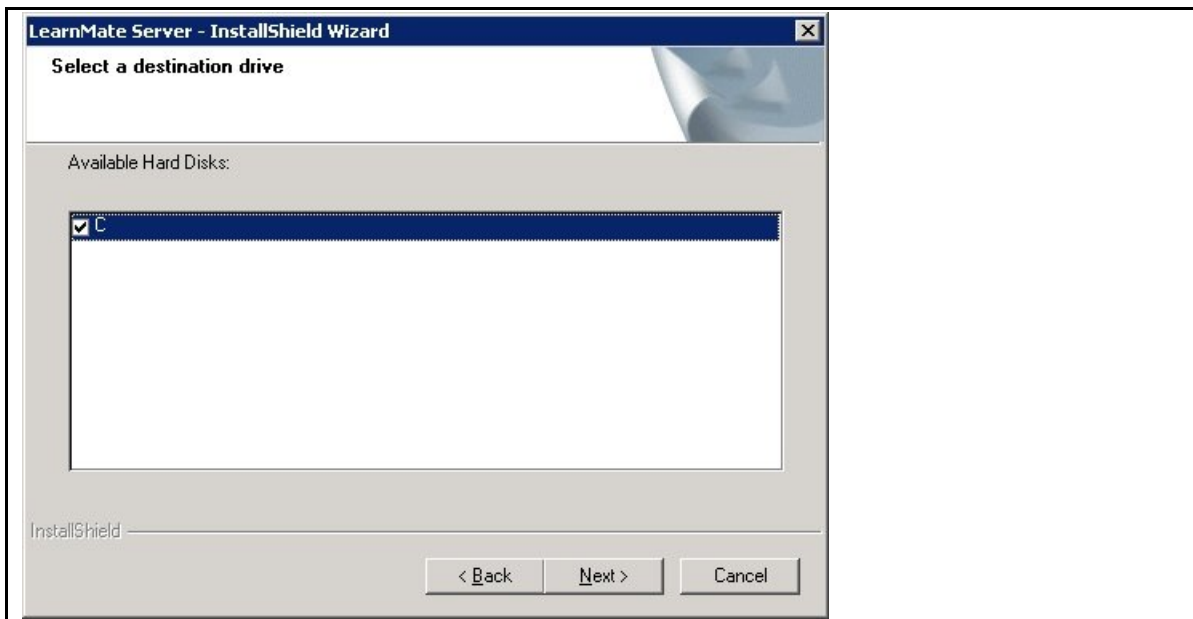 LearnMate Server - InstallShield Wizard
Select a destination drive
Available Hard Disks:
C
InstallShield
< Back Next > Cancel